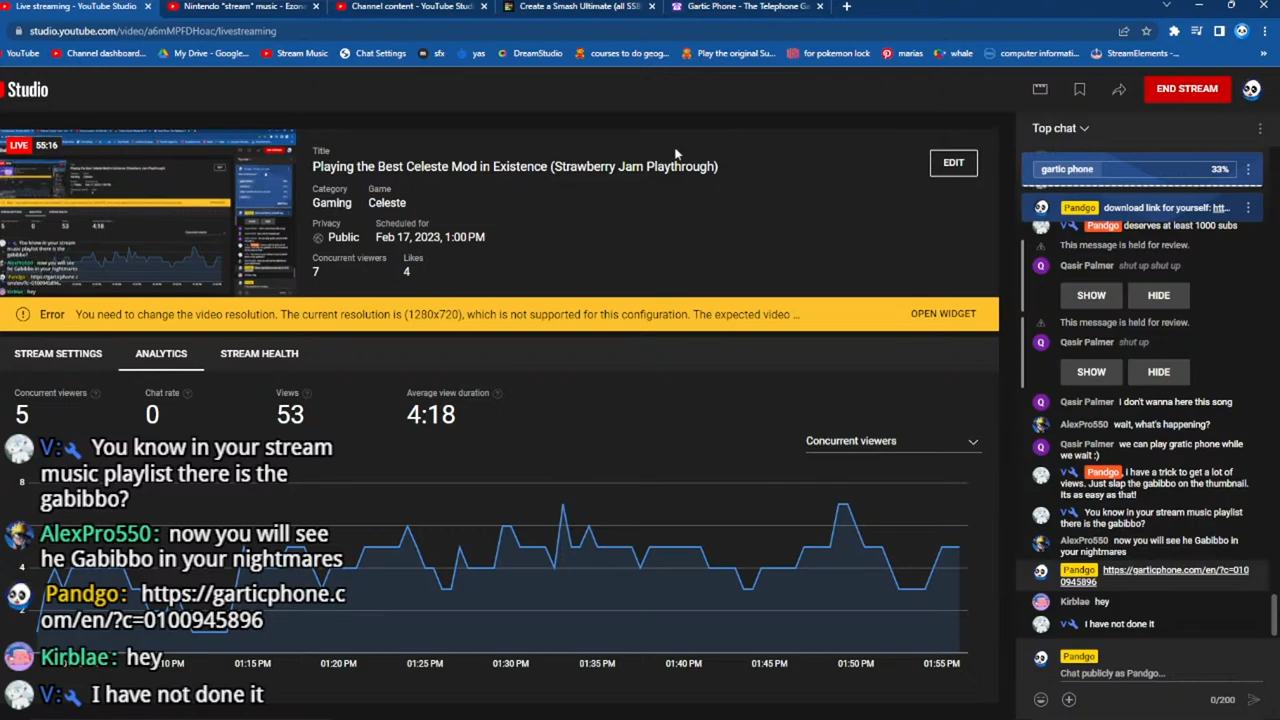 Live streaming - YouTube Studio
Nintendo "stream" music - Ezona
Channel content - YouTube Studio
Create a Smash Ultimate (all SSB
Gartic Phone - The Telephone Ga
studio.youtube.com/video/a6mMPFDHoac/livestreaming
YouTube
Channel dashboard...
My Drive - Google...
Stream Music
Chat Settings
sfx
yas
DreamStudio
courses to do geog...
Play the original Su...
for pokemon lock
marias
whale
computer informati...
StreamElements - ...
Studio
END STREAM
LIVE 55:16
Title
Playing the Best Celeste Mod in Existence (Strawberry Jam Playthrough)
EDIT
Category Game
Gaming Celeste
Privacy Scheduled for
Public Feb 17, 2023, 1:00 PM
Concurrent viewers Likes
7 4
Error You need to change the video resolution. The current resolution is (1280x720), which is not supported for this configuration. The expected video ... OPEN WIDGET
STREAM SETTINGS ANALYTICS STREAM HEALTH
Concurrent viewers Chat rate Views Average view duration
5 0 53 4:18
Concurrent viewers
8
4
2
01:10 PM 01:15 PM 01:20 PM 01:25 PM 01:30 PM 01:35 PM 01:40 PM 01:45 PM 01:50 PM 01:55 PM
V: You know in your stream
music playlist there is the
gabibbo?
AlexPro550: now you will see
he Gabibbo in your nightmares
Pandgo: https://garticphone.c
om/en/?c=0100945896
Kirblae: hey
V: I have not done it
Top chat
gartic phone 33%
Pandgo download link for yourself: htt...
V Pandgo deserves at least 1000 subs
This message is held for review.
Qasir Palmer shut up shut up
SHOW HIDE
This message is held for review.
Qasir Palmer shut up
SHOW HIDE
Qasir Palmer I don't wanna here this song
AlexPro550 wait, what's happening?
Qasir Palmer we can play gratic phone while
we wait :)
V Pandgo, I have a trick to get a lot of
views. Just slap the gabibbo on the thumbnail.
Its as easy as that!
V You know in your stream music playlist
there is the gabibbo?
AlexPro550 now you will see he Gabibbo in
your nightmares
Pandgo https://garticphone.com/en/?c=010
0945896
Kirblae hey
V I have not done it
Pandgo
Chat publicly as Pandgo...
0/200